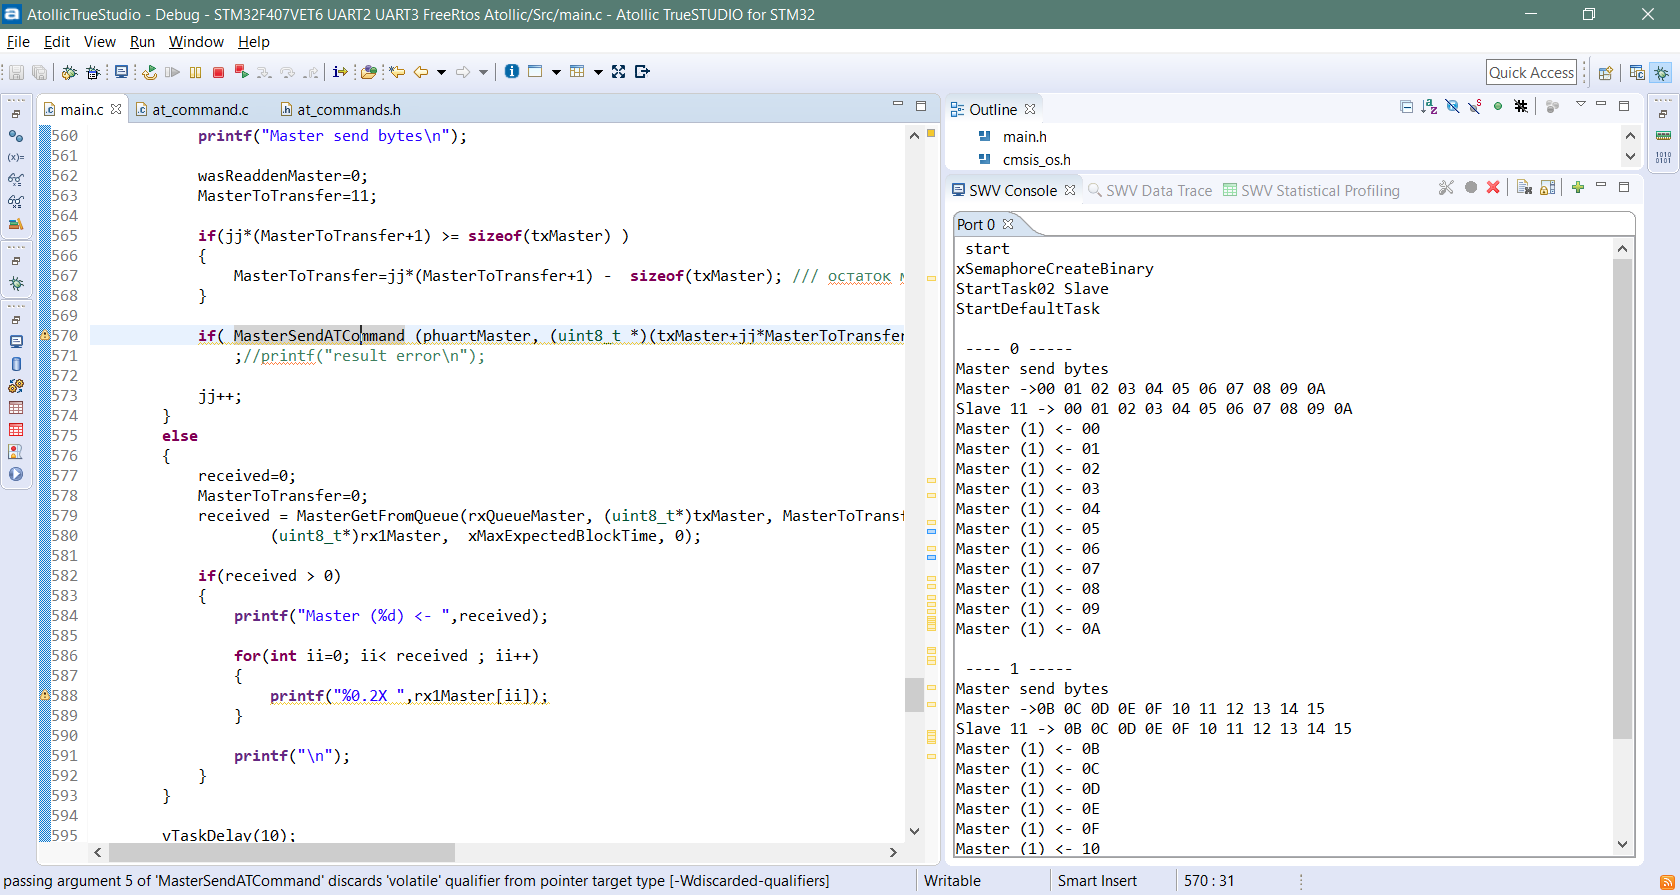 AtollicTrueStudio - Debug - STM32F407VET6 UART2 UART3 FreeRtos Atollic/Src/main.c - Atollic TrueSTUDIO for STM32
File Edit View Run Window Help
Quick Access
main.c at_command.c at_commands.h
560 printf("Master send bytes\n");
561
562 wasReaddenMaster=0;
563 MasterToTransfer=11;
564
565 if(jj*(MasterToTransfer+1) >= sizeof(txMaster) )
566 {
567 MasterToTransfer=jj*(MasterToTransfer+1) - sizeof(txMaster); /// остаток
568 }
569
570 if( MasterSendATCommand (phuartMaster, (uint8_t *)(txMaster+jj*MasterToTransfer
571 ;//printf("result error\n");
572
573 jj++;
574 }
575 else
576 {
577 received=0;
578 MasterToTransfer=0;
579 received = MasterGetFromQueue(rxQueueMaster, (uint8_t*)txMaster, MasterToTransf
580 (uint8_t*)rx1Master, xMaxExpectedBlockTime, 0);
581
582 if(received > 0)
583 {
584 printf("Master (%d) <- ",received);
585
586 for(int ii=0; ii< received ; ii++)
587 {
588 printf("%0.2X ",rx1Master[ii]);
589 }
590
591 printf("\n");
592 }
593 }
594
595 vTaskDelay(10);
Outline
main.h
cmsis_os.h
SWV Console SWV Data Trace SWV Statistical Profiling
Port 0
start
xSemaphoreCreateBinary
StartTask02 Slave
StartDefaultTask
---- 0 -----
Master send bytes
Master ->00 01 02 03 04 05 06 07 08 09 0A
Slave 11 -> 00 01 02 03 04 05 06 07 08 09 0A
Master (1) <- 00
Master (1) <- 01
Master (1) <- 02
Master (1) <- 03
Master (1) <- 04
Master (1) <- 05
Master (1) <- 06
Master (1) <- 07
Master (1) <- 08
Master (1) <- 09
Master (1) <- 0A
---- 1 -----
Master send bytes
Master ->0B 0C 0D 0E 0F 10 11 12 13 14 15
Slave 11 -> 0B 0C 0D 0E 0F 10 11 12 13 14 15
Master (1) <- 0B
Master (1) <- 0C
Master (1) <- 0D
Master (1) <- 0E
Master (1) <- 0F
Master (1) <- 10
passing argument 5 of 'MasterSendATCommand' discards 'volatile' qualifier from pointer target type [-Wdiscarded-qualifiers]
Writable
Smart Insert
570 : 31